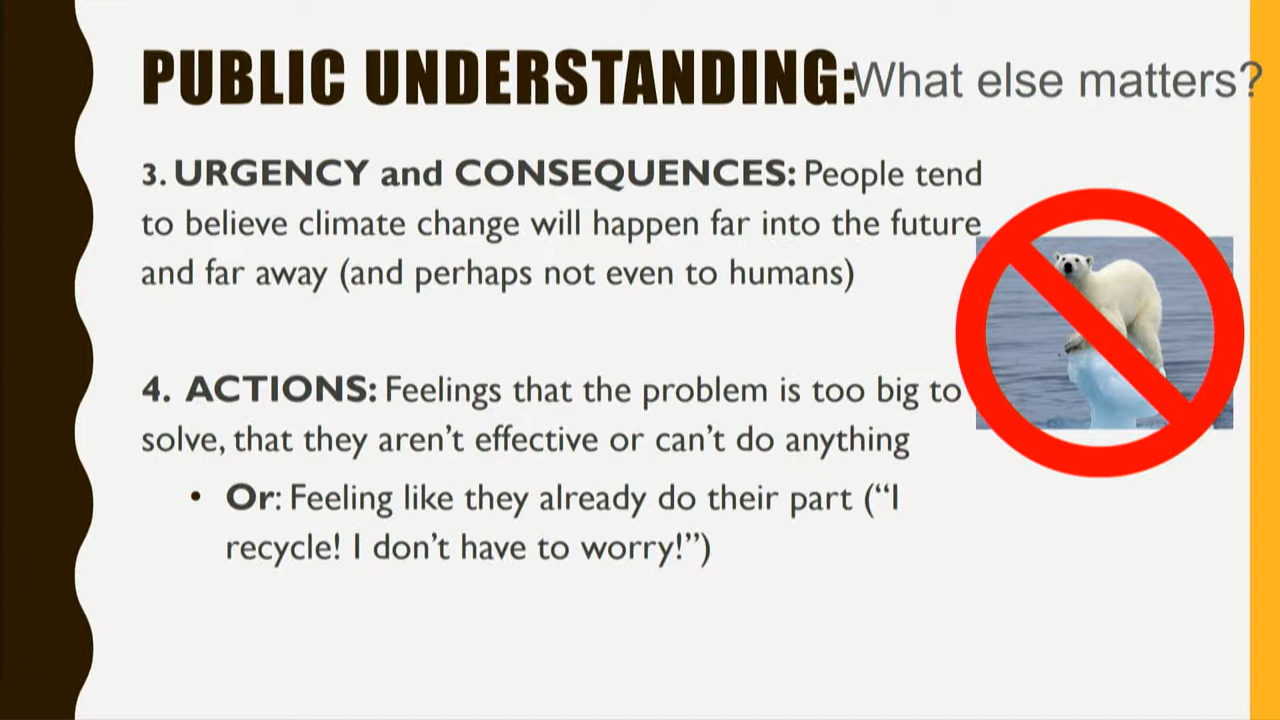 PUBLIC UNDERSTANDING: What else matters?
3. URGENCY and CONSEQUENCES: People tend
to believe climate change will happen far into the future
and far away (and perhaps not even to humans)
4. ACTIONS: Feelings that the problem is too big to
solve, that they aren’t effective or can’t do anything
• Or: Feeling like they already do their part (“I
recycle! I don’t have to worry!”)